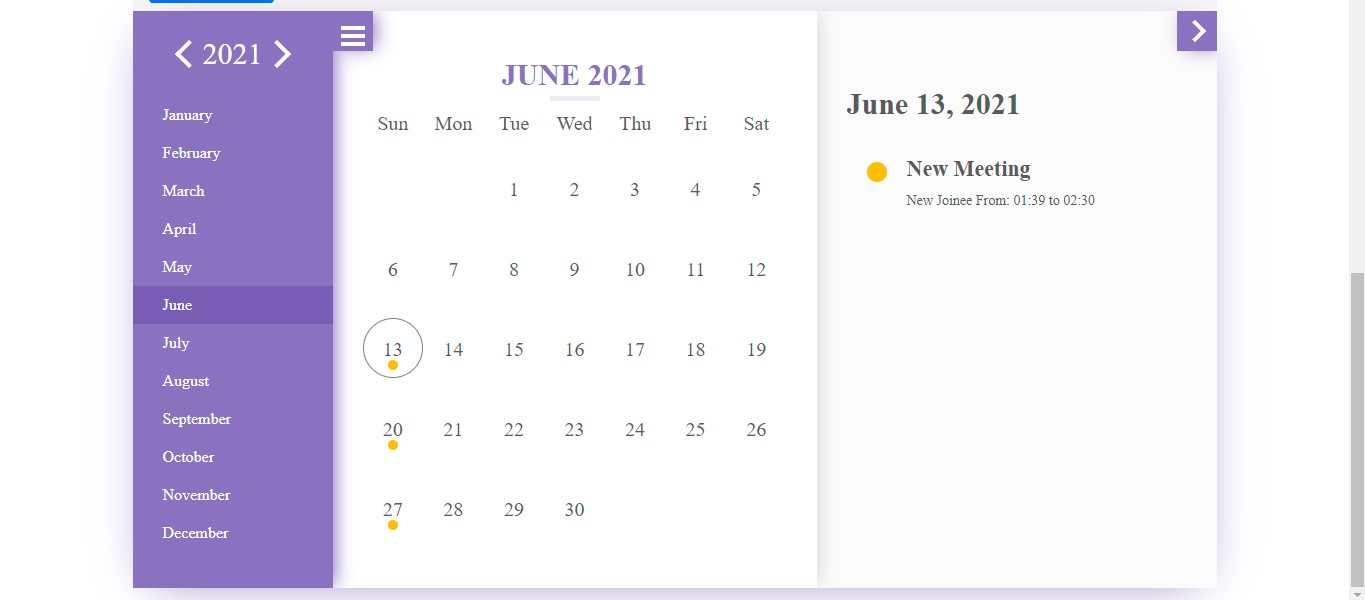 2021
January
February
March
April
May
June
July
August
September
October
November
December
JUNE 2021
Sun Mon Tue Wed Thu Fri Sat
1 2 3 4 5
6 7 8 9 10 11 12
13 14 15 16 17 18 19
20 21 22 23 24 25 26
27 28 29 30
June 13, 2021
New Meeting
New Joinee From: 01:39 to 02:30